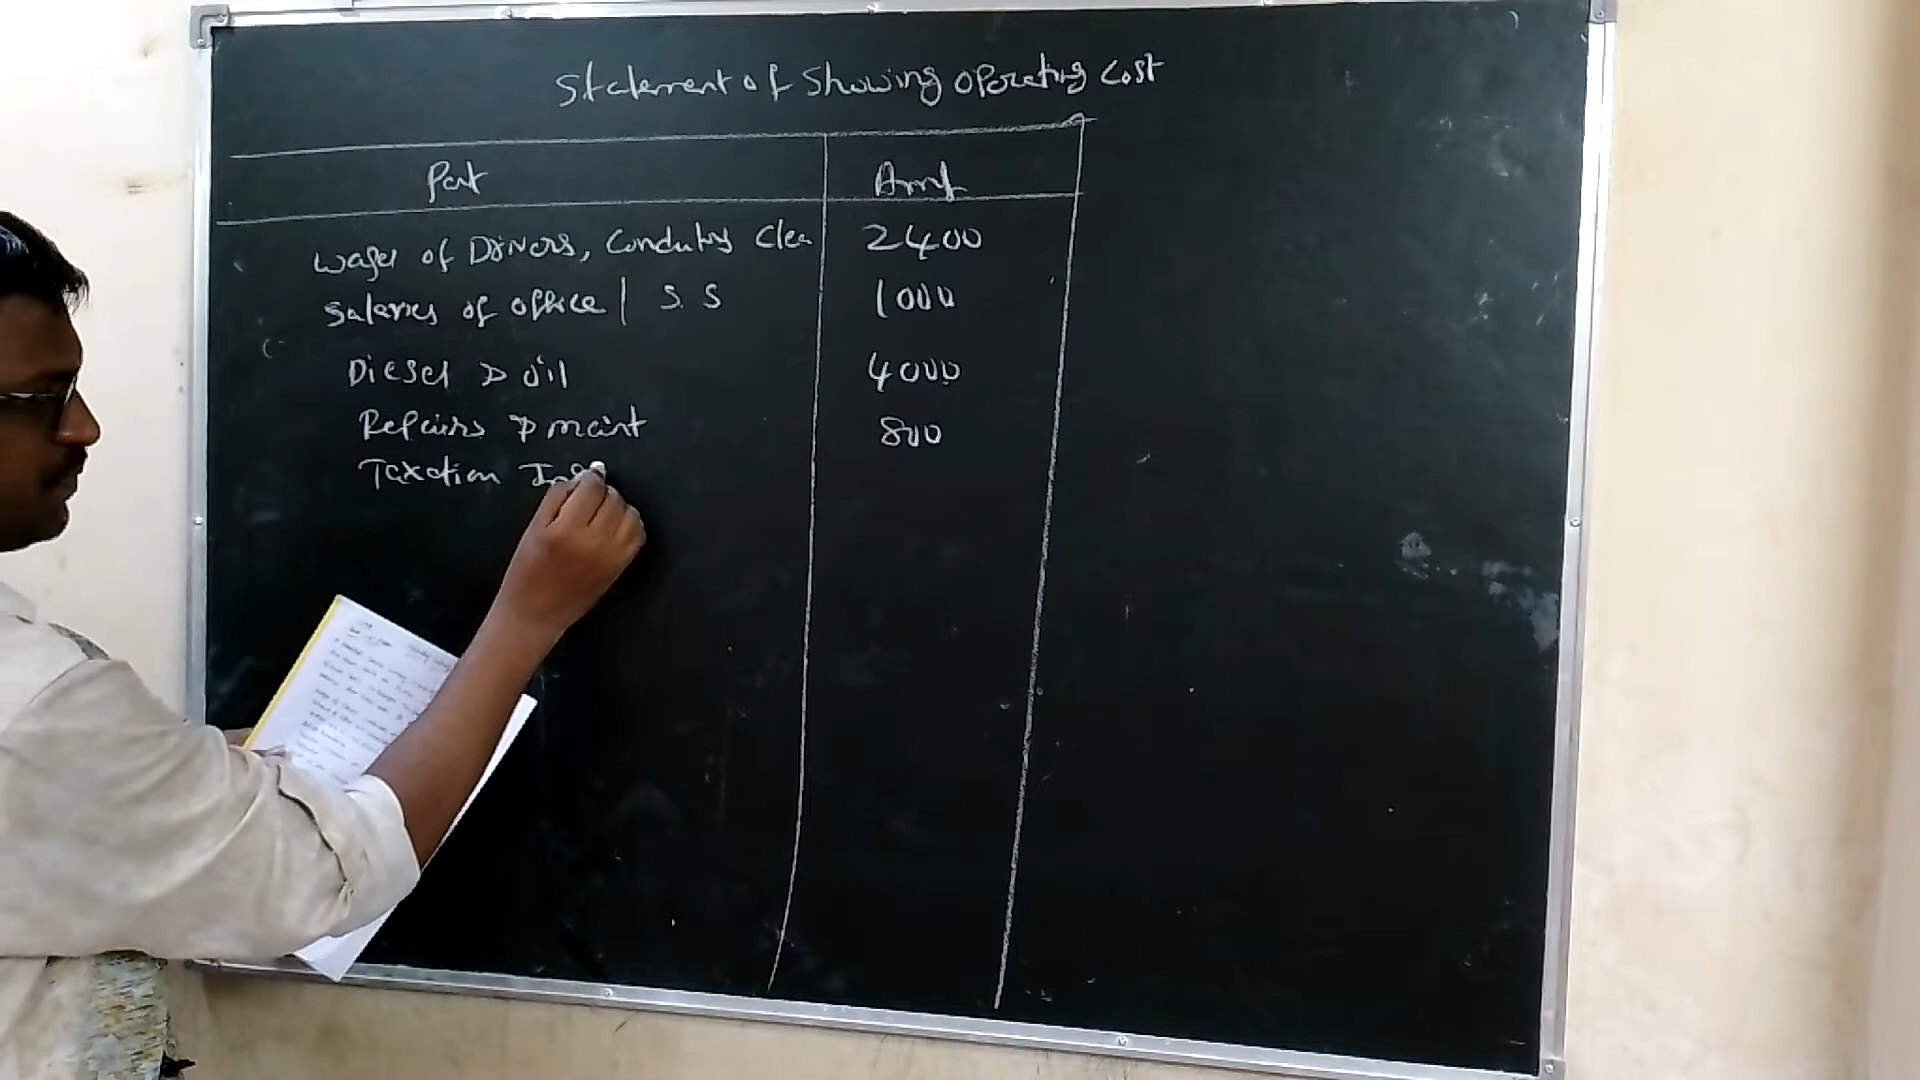 Statement of Showing operating Cost
Part Amt
Wages of Drivers, Conductors Clea 2400
Salaries of office | S. S 1000
Diesel & oil 4000
Repairs & maint 800
Taxation Ins